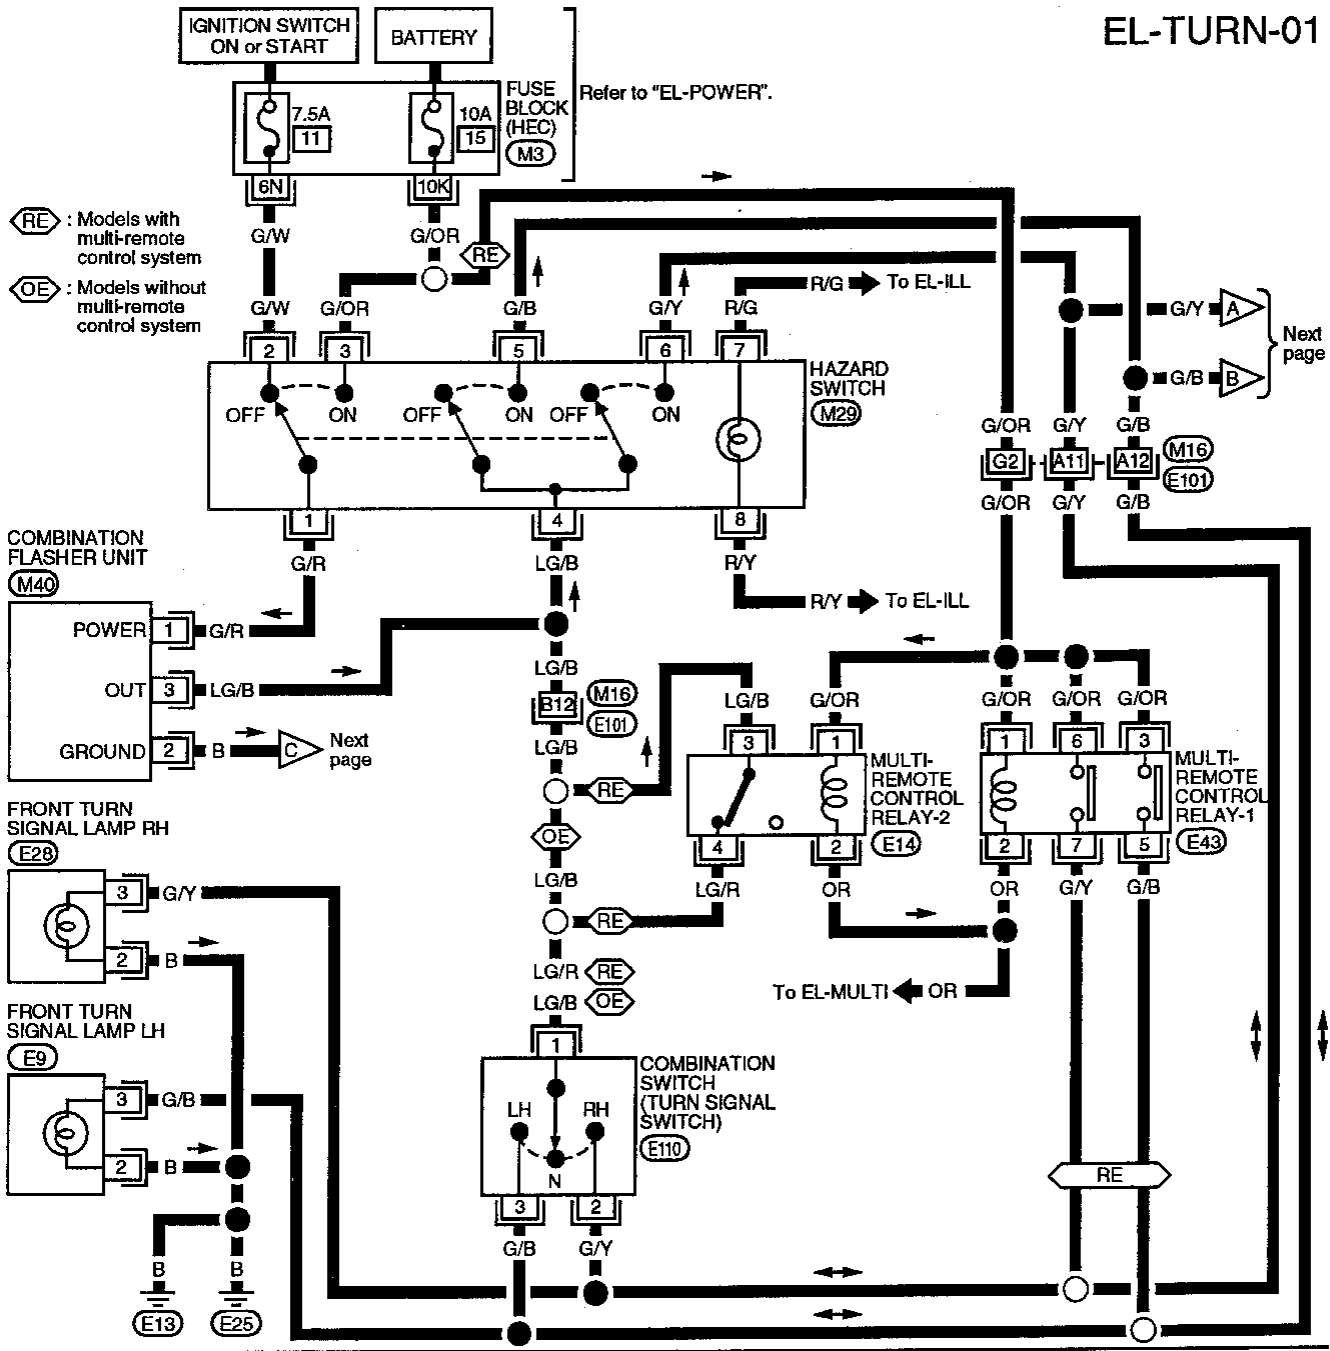 EL-TURN-01
IGNITION SWITCH
ON or START
BATTERY
FUSE
BLOCK
(HEC)
M3
Refer to "EL-POWER".
7.5A
11
10A
15
6N
10K
RE : Models with
multi-remote
control system
OE : Models without
multi-remote
control system
G/W
G/OR
RE
G/W
G/OR
G/B
G/Y
R/G
R/G
To EL-ILL
G/Y
A
G/B
B
Next
page
2
3
5
6
7
HAZARD
SWITCH
M29
OFF
ON
OFF
ON
OFF
ON
G/OR
G/Y
G/B
G2
A11
A12
M16
E101
G/OR
G/Y
G/B
1
4
8
G/R
LG/B
R/Y
R/Y
To EL-ILL
COMBINATION
FLASHER UNIT
M40
POWER
1
G/R
OUT
3
LG/B
GROUND
2
B
C
Next
page
LG/B
B12
M16
E101
LG/B
RE
OE
LG/B
RE
LG/R
RE
LG/B
OE
LG/B
G/OR
G/OR
G/OR
G/OR
3
1
1
6
3
MULTI-
REMOTE
CONTROL
RELAY-2
E14
MULTI-
REMOTE
CONTROL
RELAY-1
E43
4
2
2
7
5
LG/R
OR
OR
G/Y
G/B
To EL-MULTI
OR
FRONT TURN
SIGNAL LAMP RH
E28
3
G/Y
2
B
FRONT TURN
SIGNAL LAMP LH
E9
3
G/B
2
B
B
B
E13
E25
1
COMBINATION
SWITCH
(TURN SIGNAL
SWITCH)
E110
LH
RH
N
3
2
G/B
G/Y
RE